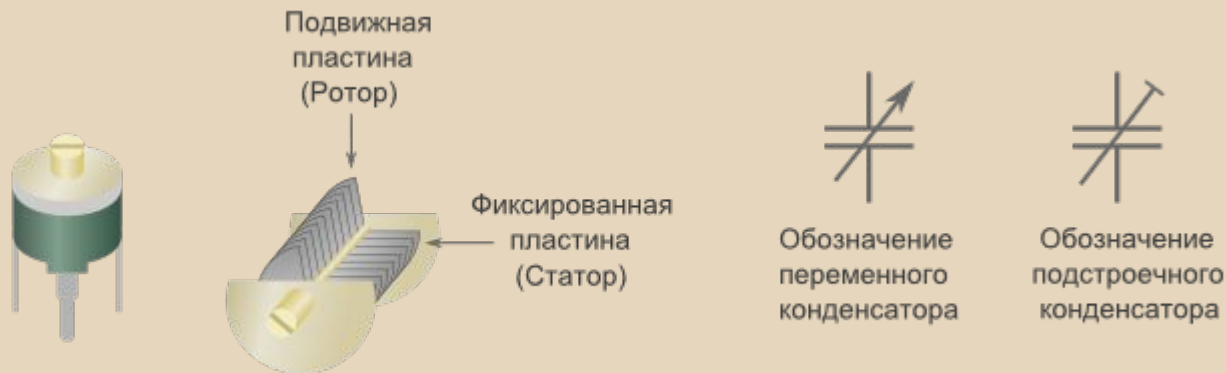 Подвижная
пластина
(Ротор)
Фиксированная
пластина
(Статор)
Обозначение
переменного
конденсатора
Обозначение
подстроечного
конденсатора